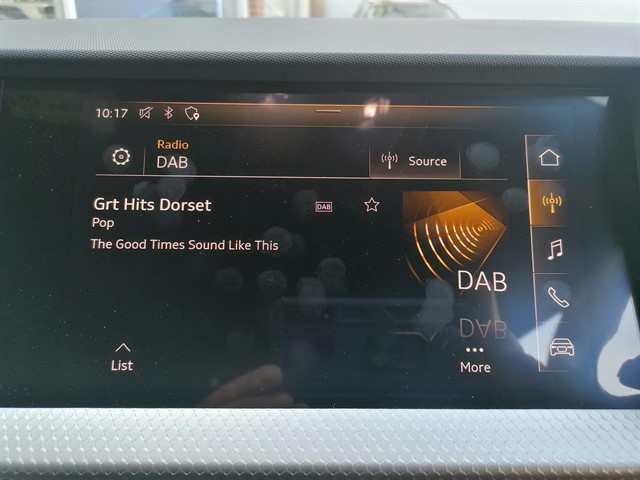 10:17
Radio
DAB
Source
Grt Hits Dorset
DAB
Pop
The Good Times Sound Like This
DAB
List
More